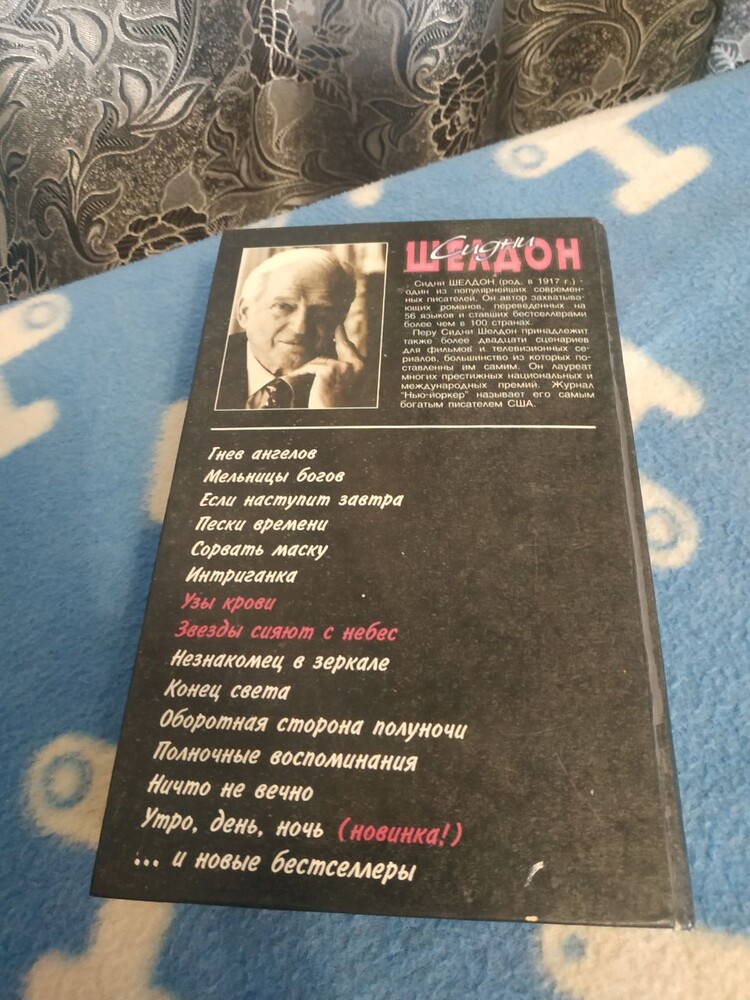 Сидни
ШЕЛДОН
Сидни ШЕЛДОН (род. в 1917 г.) -
один из популярнейших современ-
ных писателей. Он автор захватыва-
ющих романов, переведенных на
56 языков и ставших бестселлерами
более чем в 100 странах.
Перу Сидни Шелдон принадлежит
также более двадцати сценариев
для фильмов и телевизионных се-
риалов, большинство из которых по-
ставлены им самим. Он лауреат
многих престижных национальных и
международных премий. Журнал
"Нью-йоркер" называет его самым
богатым писателем США.
Гнев ангелов
Мельницы богов
Если наступит завтра
Пески времени
Сорвать маску
Интриганка
Узы крови
Звезды сияют с небес
Незнакомец в зеркале
Конец света
Оборотная сторона полуночи
Полночные воспоминания
Ничто не вечно
Утро, день, ночь (новинка!)
... и новые бестселлеры